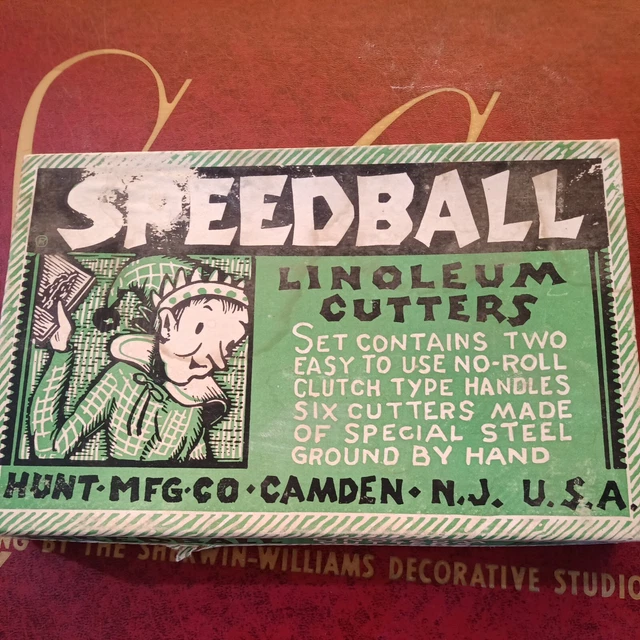 SPEEDBALL
LINOLEUM
CUTTERS
SET CONTAINS TWO
EASY TO USE NO-ROLL
CLUTCH TYPE HANDLES
SIX CUTTERS MADE
OF SPECIAL STEEL
GROUND BY HAND
HUNT·MFG·CO·CAMDEN·N.J. U.S.A.
BY THE SHERWIN-WILLIAMS DECORATIVE STUDIO